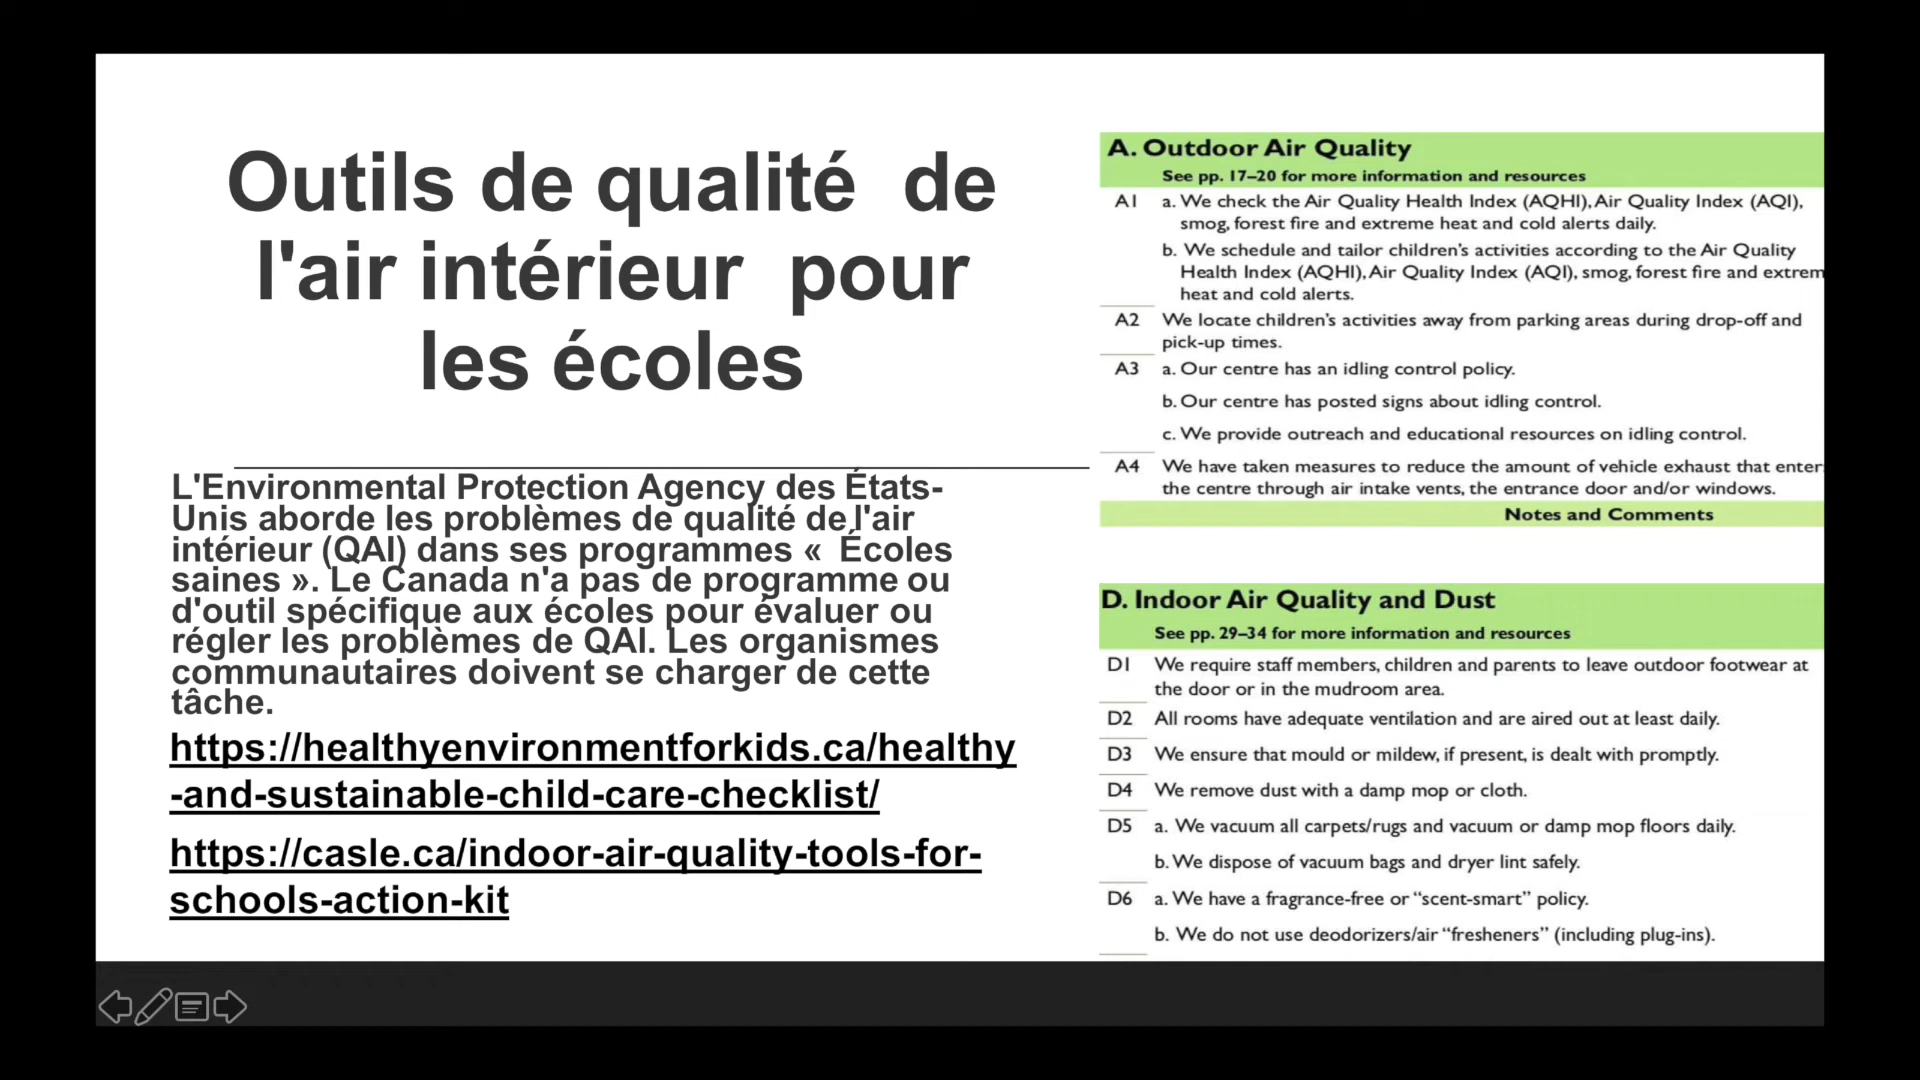 Outils de qualité de
l'air intérieur pour
les écoles
L'Environmental Protection Agency des États-
Unis aborde les problèmes de qualité de l'air
intérieur (QAI) dans ses programmes « Écoles
saines ». Le Canada n'a pas de programme ou
d'outil spécifique aux écoles pour évaluer ou
régler les problèmes de QAI. Les organismes
communautaires doivent se charger de cette
tâche.
https://healthyenvironmentforkids.ca/healthy
-and-sustainable-child-care-checklist/
https://casle.ca/indoor-air-quality-tools-for-
schools-action-kit
A. Outdoor Air Quality
See pp. 17–20 for more information and resources
A1 a. We check the Air Quality Health Index (AQHI), Air Quality Index (AQI),
smog, forest fire and extreme heat and cold alerts daily.
b. We schedule and tailor children's activities according to the Air Quality
Health Index (AQHI), Air Quality Index (AQI), smog, forest fire and extrem
heat and cold alerts.
A2 We locate children's activities away from parking areas during drop-off and
pick-up times.
A3 a. Our centre has an idling control policy.
b. Our centre has posted signs about idling control.
c. We provide outreach and educational resources on idling control.
A4 We have taken measures to reduce the amount of vehicle exhaust that enter
the centre through air intake vents, the entrance door and/or windows.
Notes and Comments
D. Indoor Air Quality and Dust
See pp. 29–34 for more information and resources
D1 We require staff members, children and parents to leave outdoor footwear at
the door or in the mudroom area.
D2 All rooms have adequate ventilation and are aired out at least daily.
D3 We ensure that mould or mildew, if present, is dealt with promptly.
D4 We remove dust with a damp mop or cloth.
D5 a. We vacuum all carpets/rugs and vacuum or damp mop floors daily.
b. We dispose of vacuum bags and dryer lint safely.
D6 a. We have a fragrance-free or “scent-smart” policy.
b. We do not use deodorizers/air “fresheners” (including plug-ins).